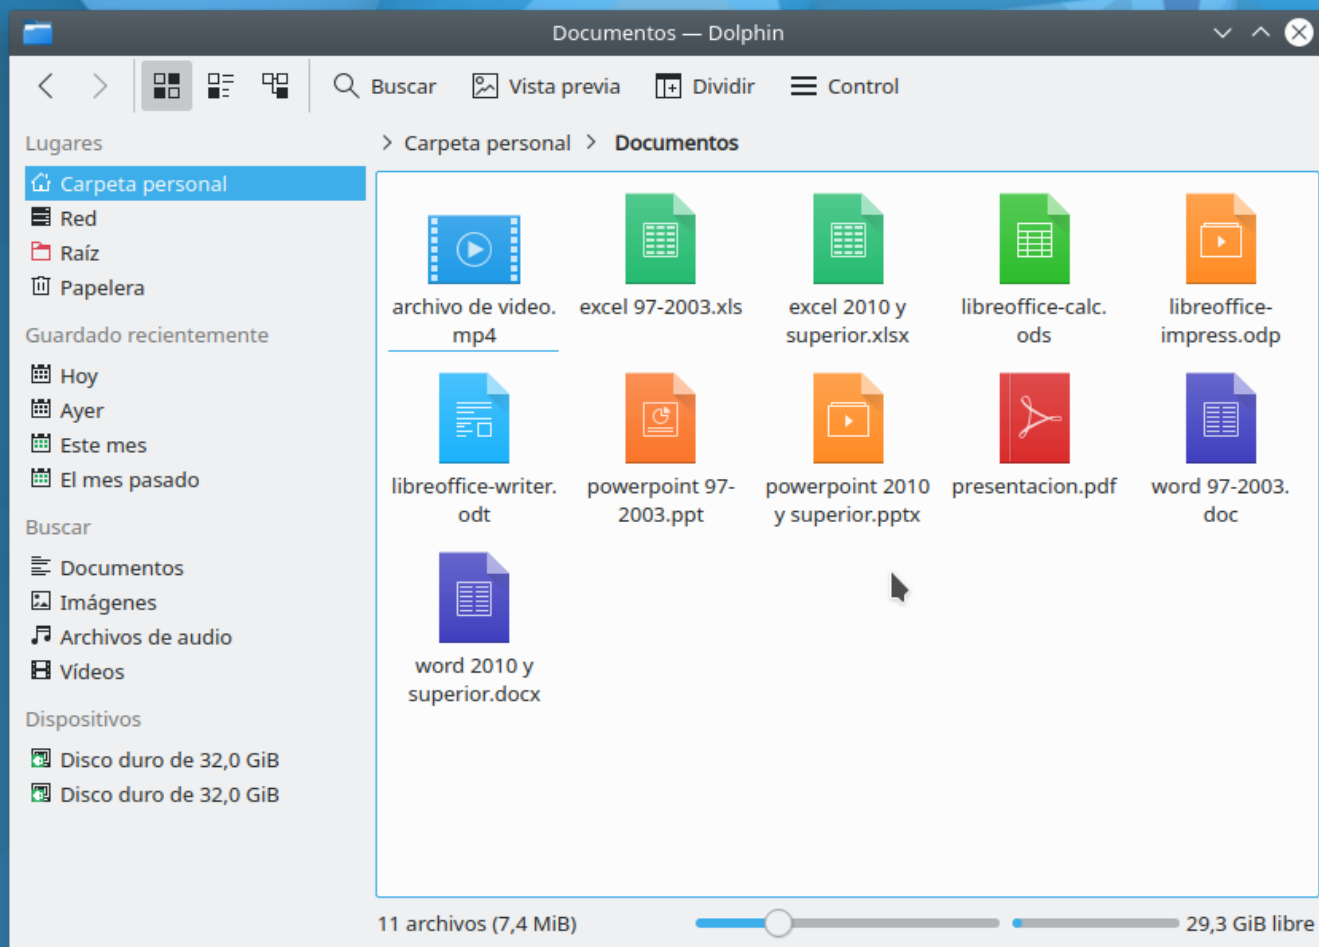 Documentos — Dolphin
Buscar Vista previa Dividir Control
Lugares
Carpeta personal
Red
Raíz
Papelera
Guardado recientemente
Hoy
Ayer
Este mes
El mes pasado
Buscar
Documentos
Imágenes
Archivos de audio
Vídeos
Dispositivos
Disco duro de 32,0 GiB
Disco duro de 32,0 GiB
> Carpeta personal > Documentos
archivo de video.
mp4
excel 97-2003.xls
excel 2010 y
superior.xlsx
libreoffice-calc.
ods
libreoffice-
impress.odp
libreoffice-writer.
odt
powerpoint 97-
2003.ppt
powerpoint 2010
y superior.pptx
presentacion.pdf
word 97-2003.
doc
word 2010 y
superior.docx
11 archivos (7,4 MiB)
29,3 GiB libre